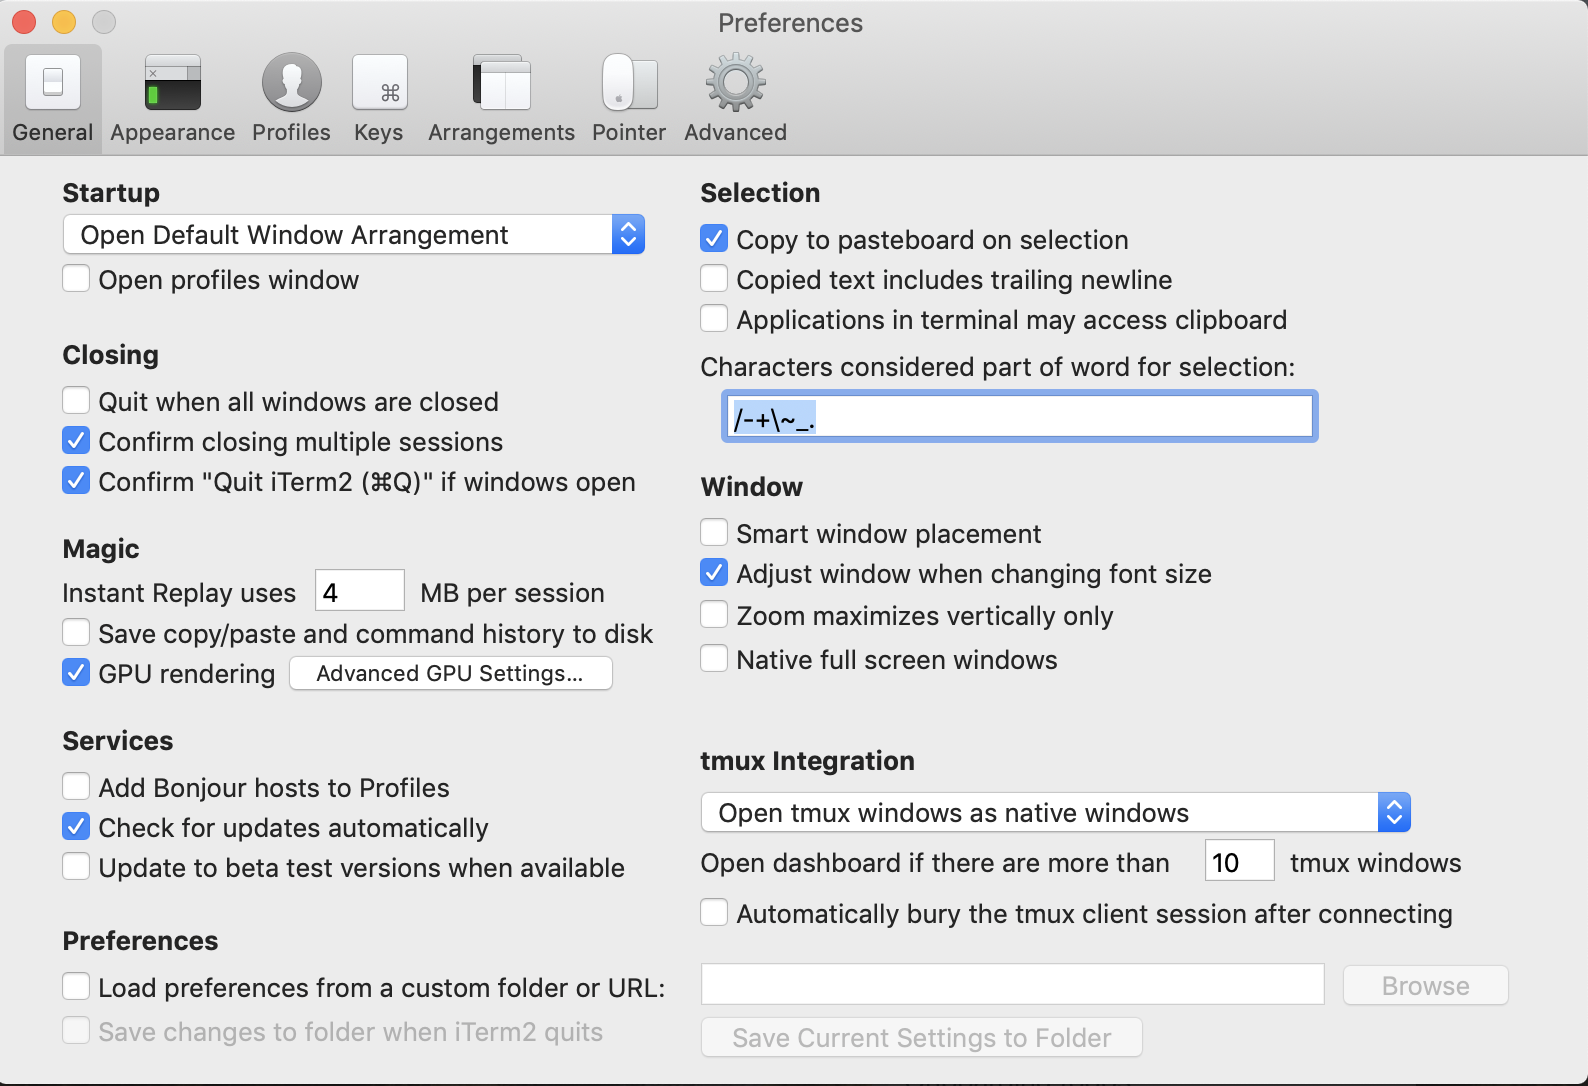 Preferences
General Appearance Profiles Keys Arrangements Pointer Advanced
Startup
Open Default Window Arrangement
Open profiles window
Closing
Quit when all windows are closed
Confirm closing multiple sessions
Confirm "Quit iTerm2 (⌘Q)" if windows open
Magic
Instant Replay uses 4 MB per session
Save copy/paste and command history to disk
GPU rendering Advanced GPU Settings...
Services
Add Bonjour hosts to Profiles
Check for updates automatically
Update to beta test versions when available
Preferences
Load preferences from a custom folder or URL:
Save changes to folder when iTerm2 quits
Selection
Copy to pasteboard on selection
Copied text includes trailing newline
Applications in terminal may access clipboard
Characters considered part of word for selection:
/-+\~_.
Window
Smart window placement
Adjust window when changing font size
Zoom maximizes vertically only
Native full screen windows
tmux Integration
Open tmux windows as native windows
Open dashboard if there are more than 10 tmux windows
Automatically bury the tmux client session after connecting
Browse
Save Current Settings to Folder